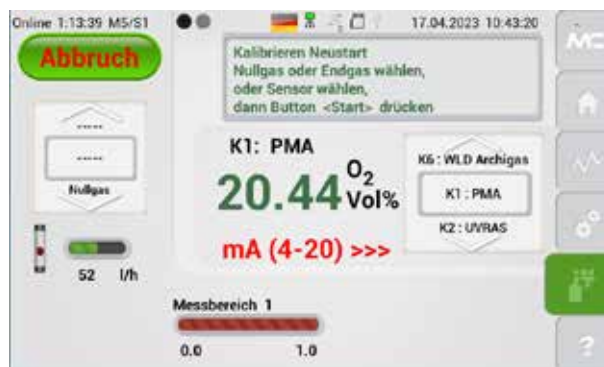 Online 1:13:39 M5/S1
17.04.2023 10:43:20
Abbruch
Kalibrieren Neustart
Nullgas oder Endgas wählen,
oder Sensor wählen,
dann Button <Start> drücken
MC
-----
-----
Nullgas
K1: PMA
20.44 O2 Vol%
mA (4-20) >>>
K6 : WLD Archigas
K1 : PMA
K2 : UVRAS
52 l/h
Messbereich 1
0.0 1.0
?